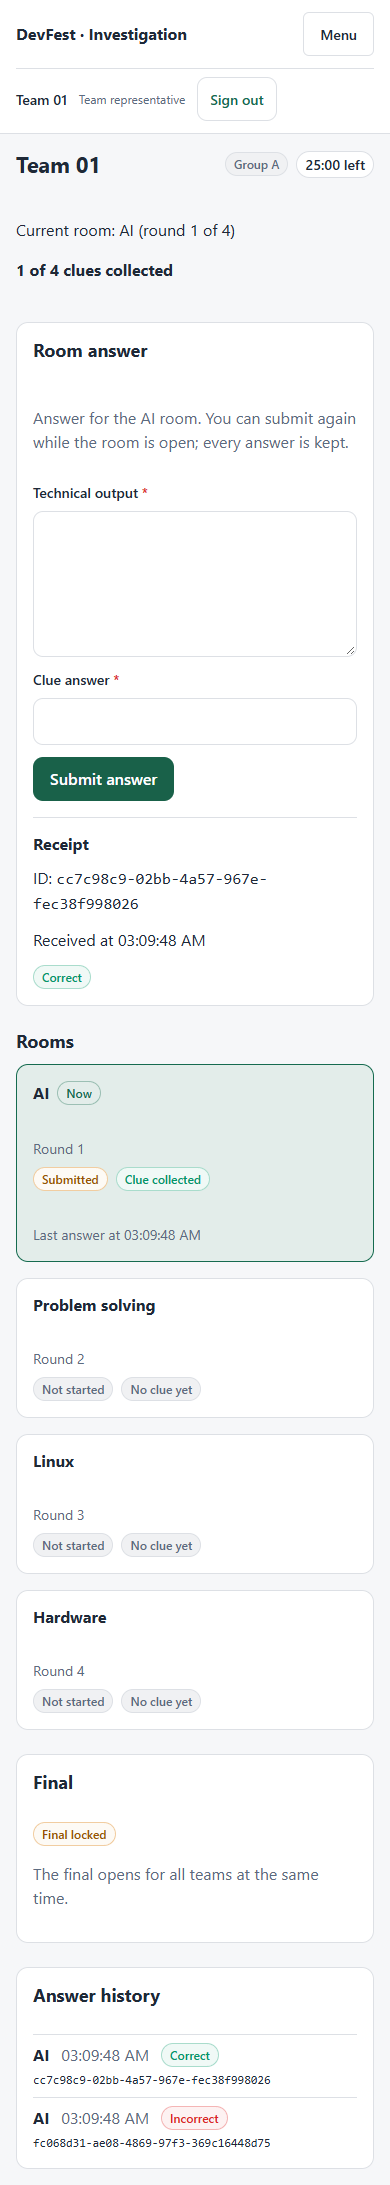 DevFest · Investigation
Menu
Team 01 Team representative Sign out
Team 01 Group A 25:00 left
Current room: AI (round 1 of 4)
1 of 4 clues collected
Room answer
Answer for the AI room. You can submit again
while the room is open; every answer is kept.
Technical output *
Clue answer *
Submit answer
Receipt
ID: cc7c98c9-02bb-4a57-967e-
fec38f998026
Received at 03:09:48 AM
Correct
Rooms
AI Now
Round 1
Submitted Clue collected
Last answer at 03:09:48 AM
Problem solving
Round 2
Not started No clue yet
Linux
Round 3
Not started No clue yet
Hardware
Round 4
Not started No clue yet
Final
Final locked
The final opens for all teams at the same
time.
Answer history
AI 03:09:48 AM Correct
cc7c98c9-02bb-4a57-967e-fec38f998026
AI 03:09:48 AM Incorrect
fc068d31-ae08-4869-97f3-369c16448d75